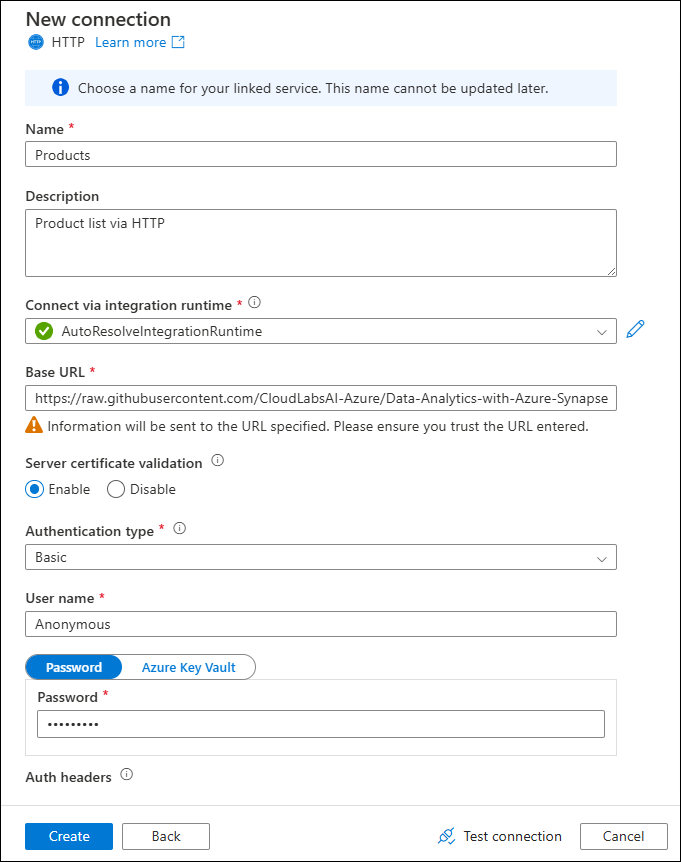 New connection
HTTP Learn more
Choose a name for your linked service. This name cannot be updated later.
Name *
Products
Description
Product list via HTTP
Connect via integration runtime *
AutoResolveIntegrationRuntime
Base URL *
https://raw.githubusercontent.com/CloudLabsAI-Azure/Data-Analytics-with-Azure-Synapse
Information will be sent to the URL specified. Please ensure you trust the URL entered.
Server certificate validation
Enable Disable
Authentication type *
Basic
User name *
Anonymous
Password Azure Key Vault
Password *
•••••••••
Auth headers
Create Back Test connection Cancel